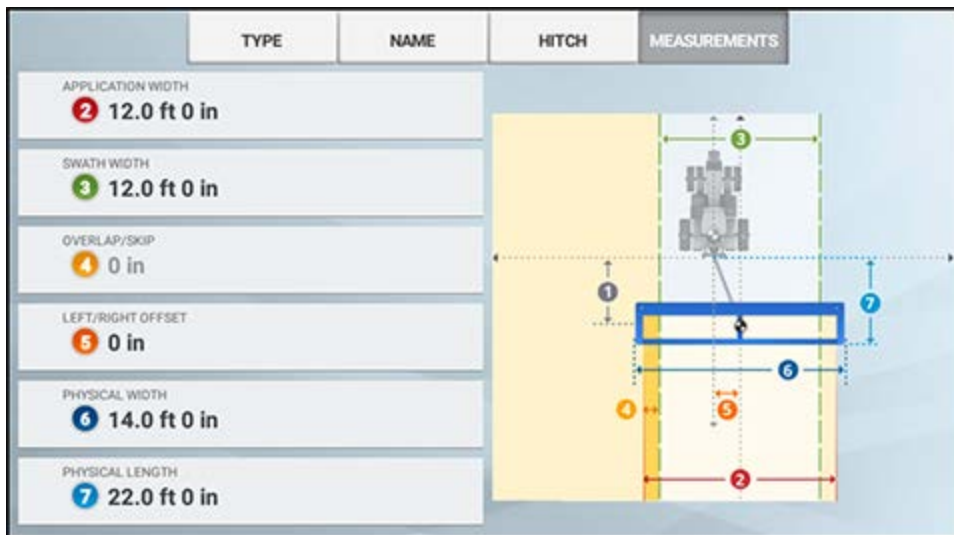 TYPE NAME HITCH MEASUREMENTS
APPLICATION WIDTH
2 12.0 ft 0 in
SWATH WIDTH
3 12.0 ft 0 in
OVERLAP/SKIP
4 0 in
LEFT/RIGHT OFFSET
5 0 in
PHYSICAL WIDTH
6 14.0 ft 0 in
PHYSICAL LENGTH
7 22.0 ft 0 in
3
1
7
6
4
5
2